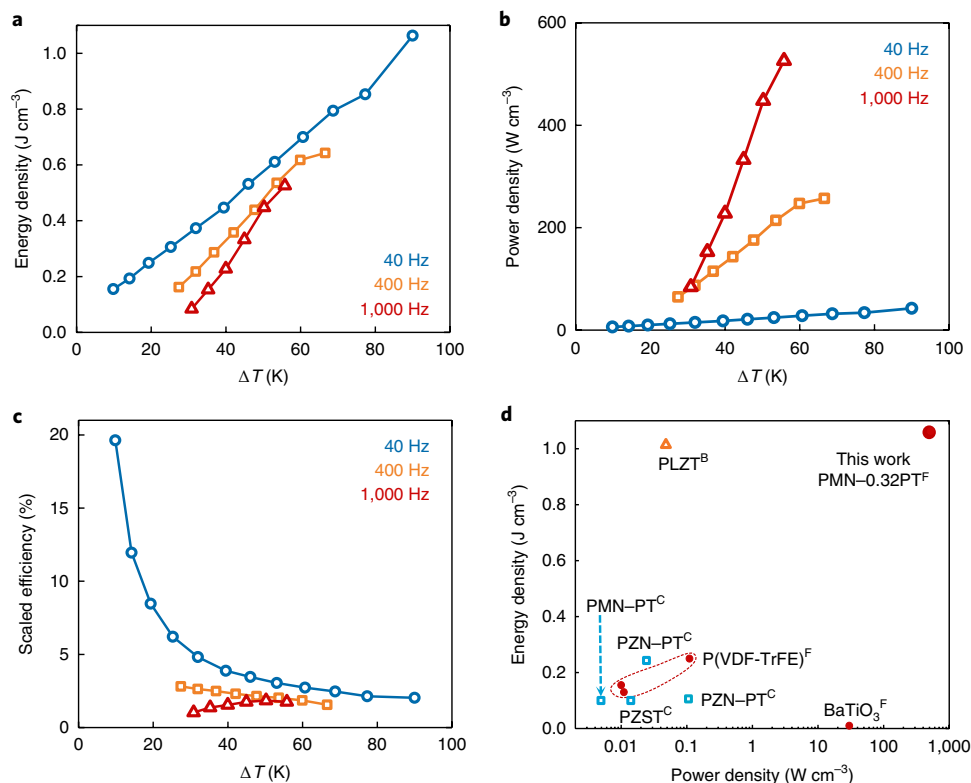 a
Energy density (J cm⁻³)
1.0
0.8
0.6
0.4
0.2
0.0
0
20
40
60
80
100
ΔT (K)
40 Hz
400 Hz
1,000 Hz
b
Power density (W cm⁻³)
600
400
200
0
0
20
40
60
80
100
ΔT (K)
40 Hz
400 Hz
1,000 Hz
c
Scaled efficiency (%)
20
15
10
5
0
0
20
40
60
80
100
ΔT (K)
40 Hz
400 Hz
1,000 Hz
d
Energy density (J cm⁻³)
1.0
0.8
0.6
0.4
0.2
0
0.01
0.1
1
10
100
1,000
Power density (W cm⁻³)
PLZTᴮ
This work
PMN–0.32PTᶠ
PMN–PTᶜ
PZN–PTᶜ
P(VDF-TrFE)ᶠ
PZN–PTᶜ
PZSTᶜ
BaTiO₃ᶠ